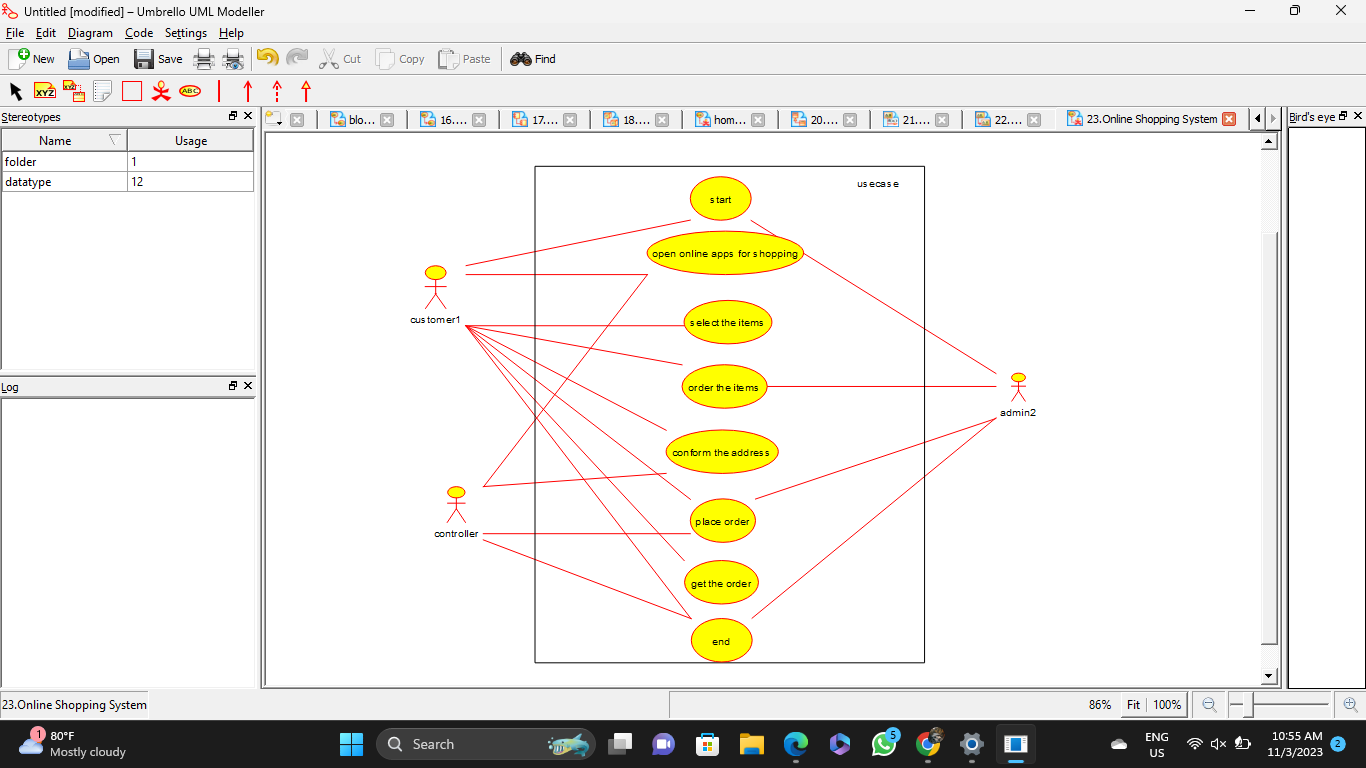 Untitled [modified] – Umbrello UML Modeller
File Edit Diagram Code Settings Help
New Open Save Cut Copy Paste Find
XYZ XYZ ABC
Stereotypes
Name Usage
folder 1
datatype 12
Log
blo... 16.... 17.... 18.... hom... 20.... 21.... 22.... 23.Online Shopping System
Bird's eye
usecase
start
open online apps for shopping
customer1
select the items
order the items
admin2
conform the address
place order
controller
get the order
end
23.Online Shopping System
86% Fit 100%
1
80°F
Mostly cloudy
Search
5
ENG
US
10:55 AM
11/3/2023
2